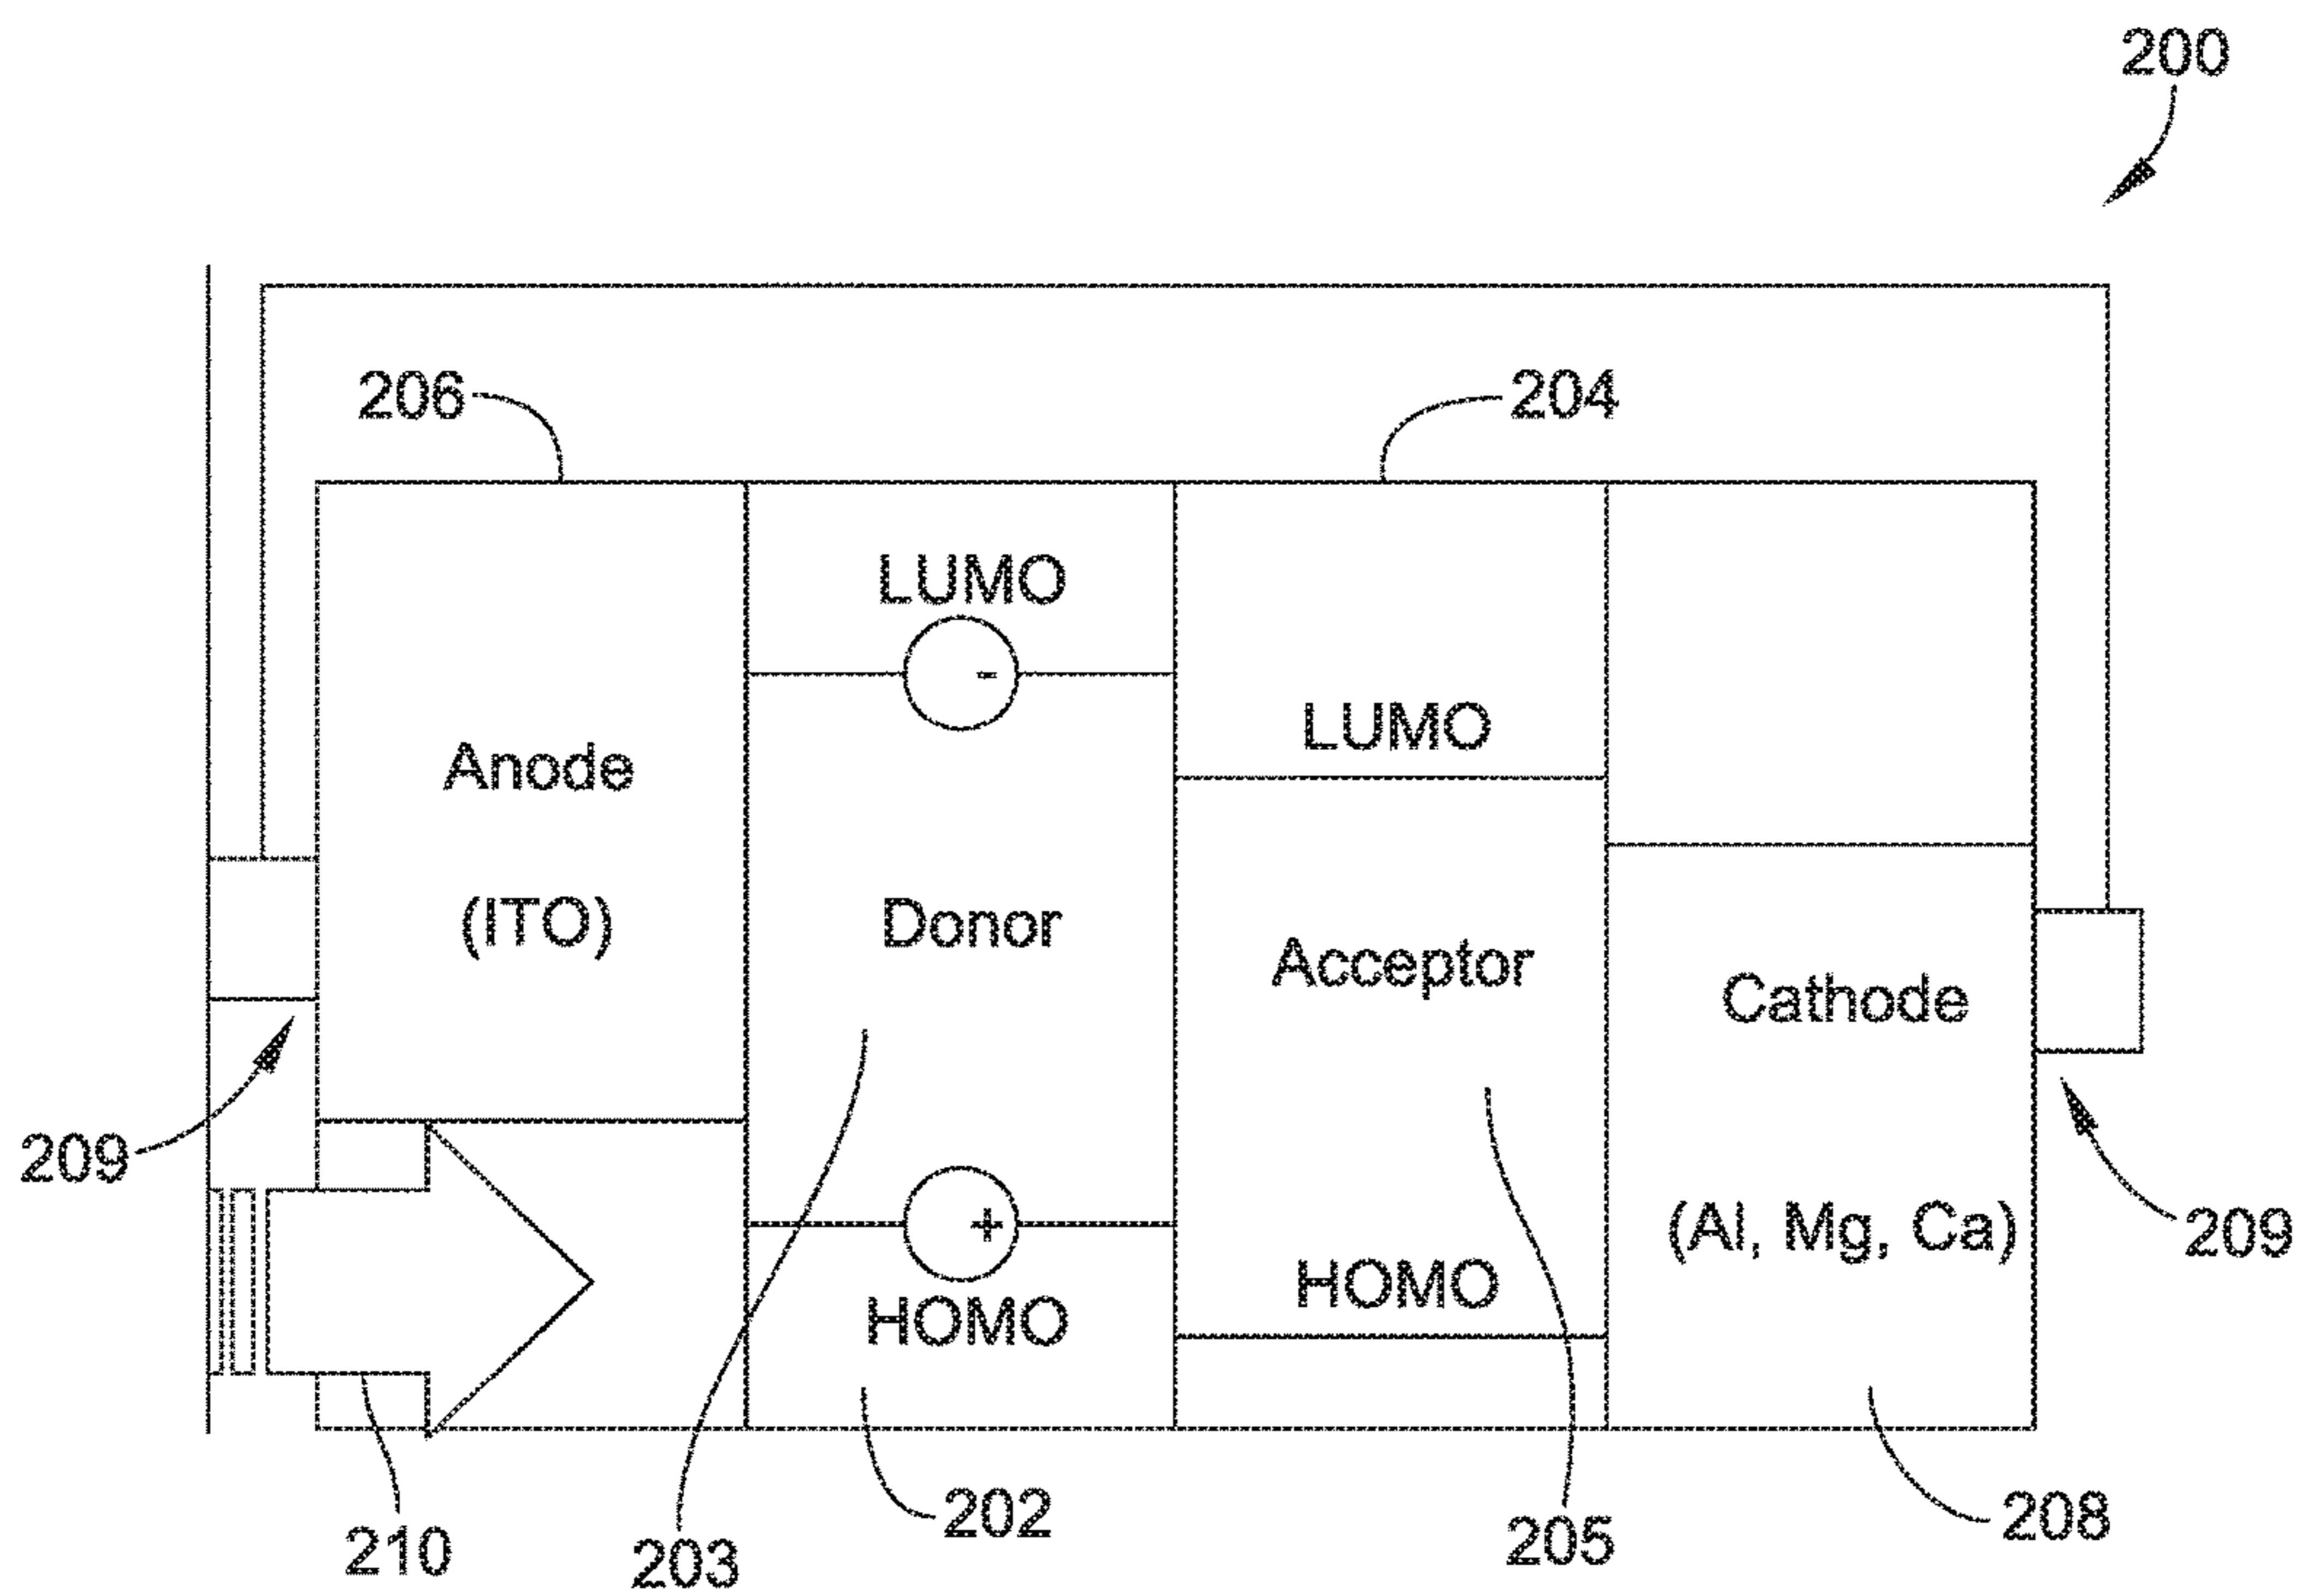 200
206
204
LUMO
LUMO
Anode
(ITO)
Donor
Acceptor
Cathode
209
(Al, Mg, Ca)
209
-
+
HOMO
HOMO
210
203
202
205
208